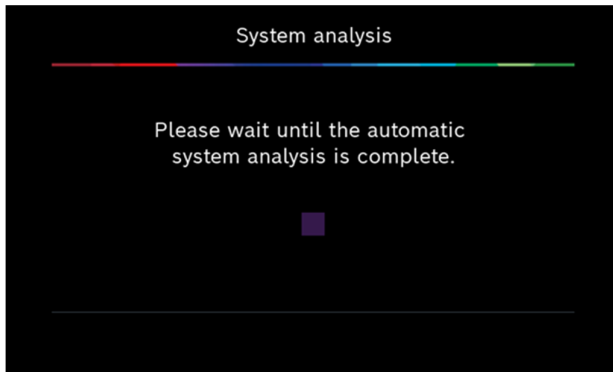 System analysis
Please wait until the automatic
system analysis is complete.